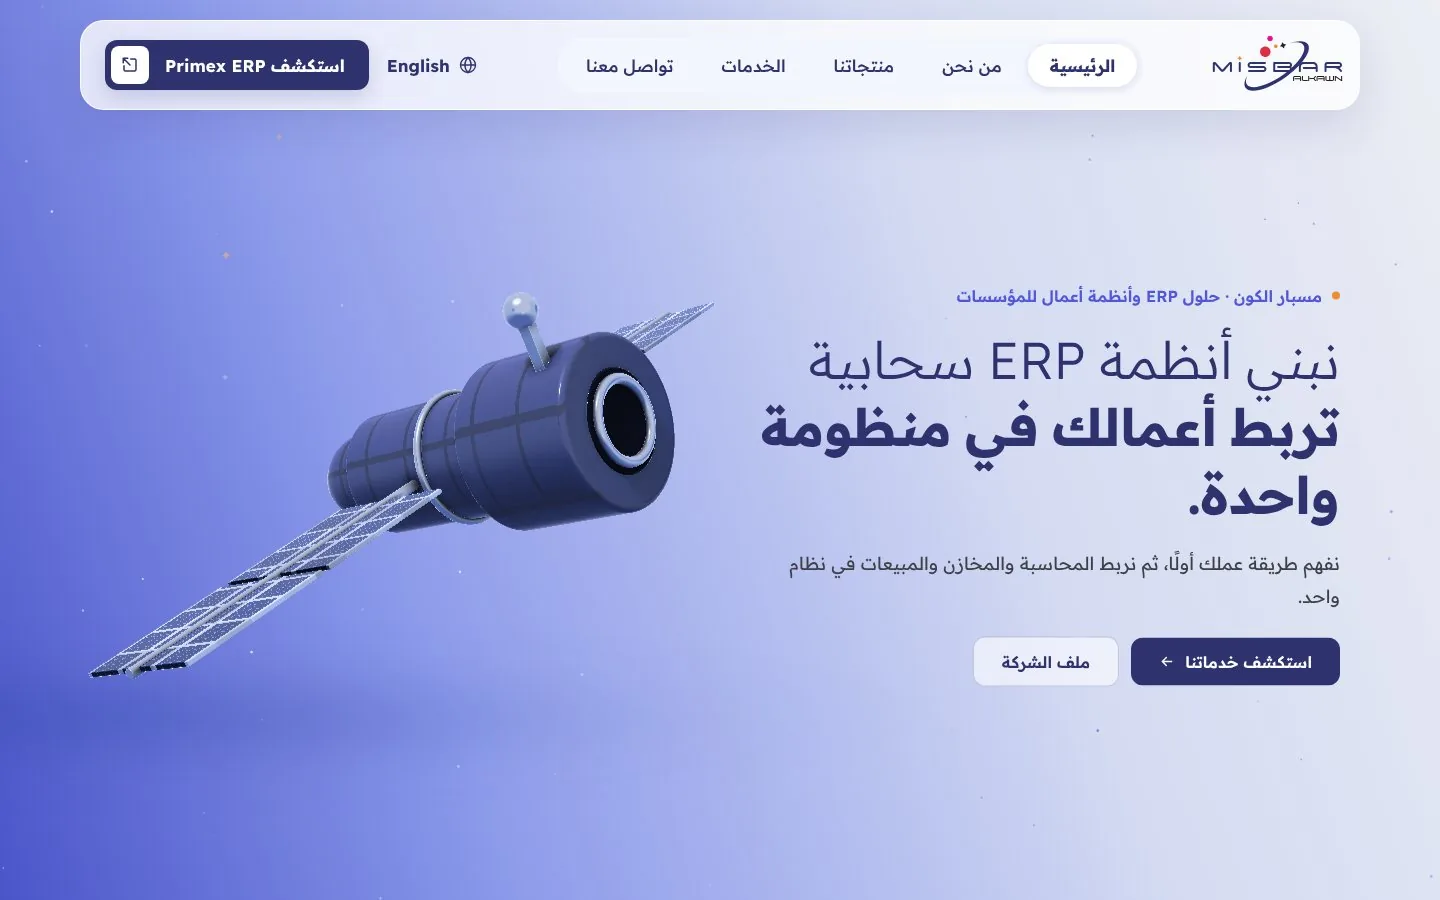 MISBAR
ALKAWN
الرئيسية
من نحن
منتجاتنا
الخدمات
تواصل معنا
English
استكشف Primex ERP
مسبار الكون · حلول ERP وأنظمة أعمال للمؤسسات
نبني أنظمة ERP سحابية
تربط أعمالك في منظومة
واحدة.
نفهم طريقة عملك أولًا، ثم نربط المحاسبة والمخازن والمبيعات في نظام
واحد.
استكشف خدماتنا
ملف الشركة